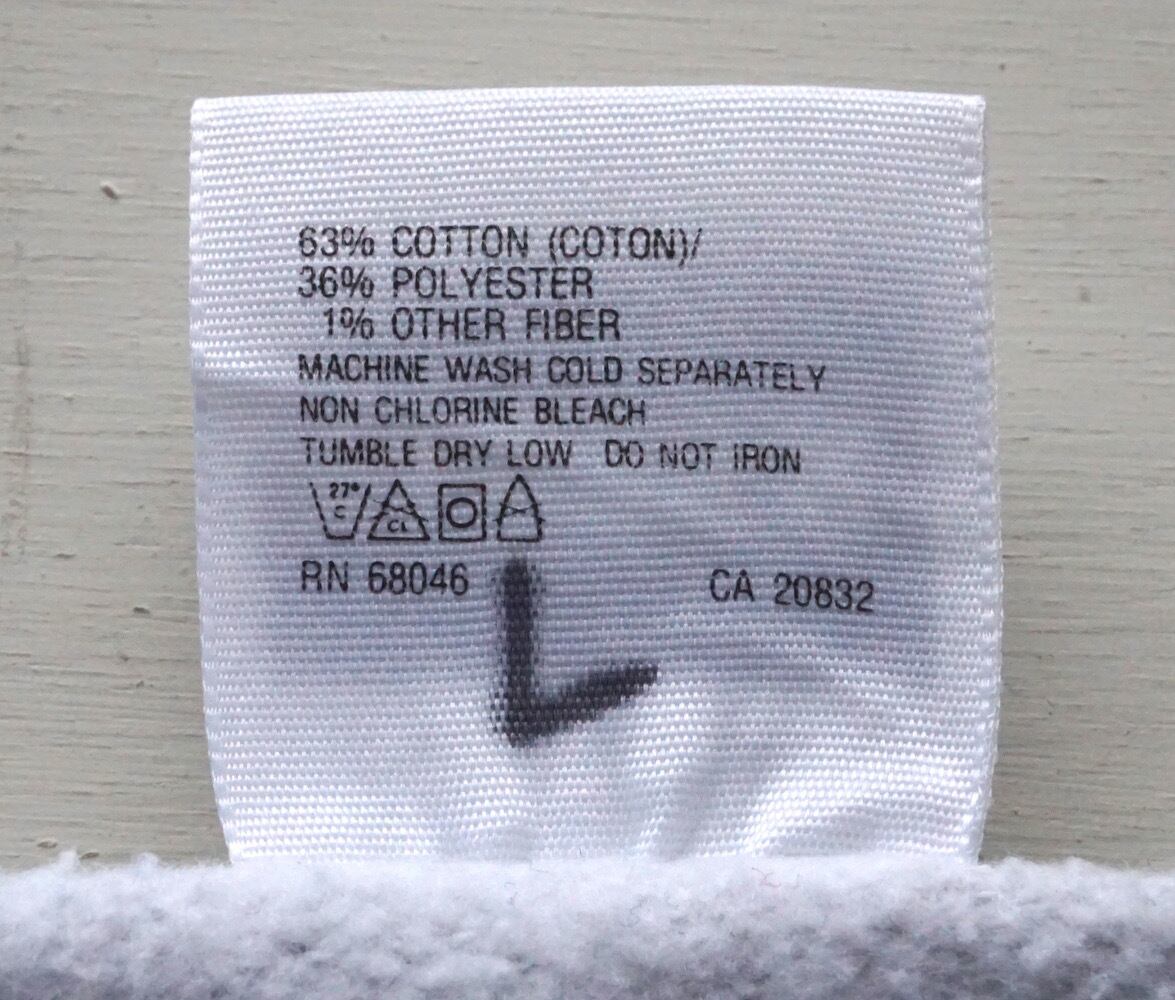 63% COTTON (COTON)/
36% POLYESTER
1% OTHER FIBER
MACHINE WASH COLD SEPARATELY
NON CHLORINE BLEACH
TUMBLE DRY LOW DO NOT IRON
27° C CL
RN 68046 CA 20832
L